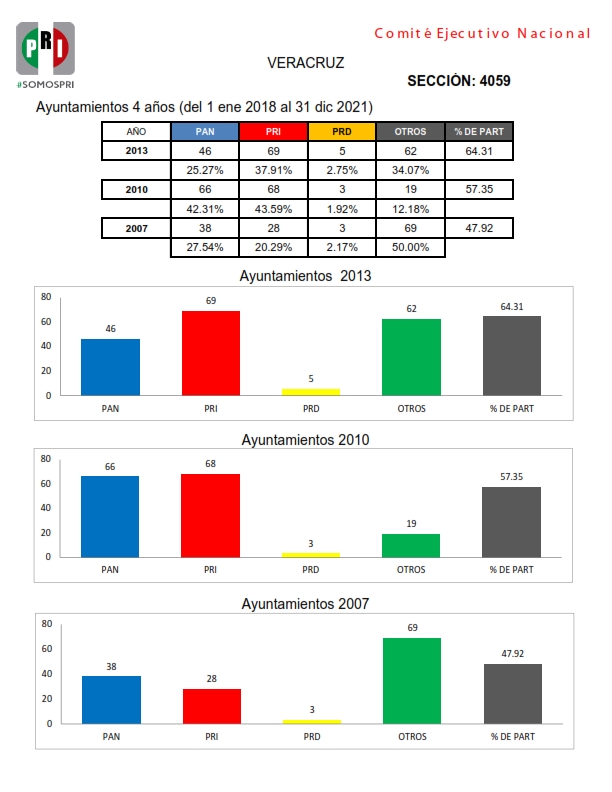 Comité Ejecutivo Nacional
PRI
#SOMOSPRI
VERACRUZ
SECCIÓN: 4059
Ayuntamientos 4 años (del 1 ene 2018 al 31 dic 2021)
AÑO PAN PRI PRD OTROS % DE PART
2013 46 69 5 62 64.31
25.27% 37.91% 2.75% 34.07%
2010 66 68 3 19 57.35
42.31% 43.59% 1.92% 12.18%
2007 38 28 3 69 47.92
27.54% 20.29% 2.17% 50.00%
Ayuntamientos 2013
80
60
40
20
0
46 69 5 62 64.31
PAN PRI PRD OTROS % DE PART
Ayuntamientos 2010
80
60
40
20
0
66 68 3 19 57.35
PAN PRI PRD OTROS % DE PART
Ayuntamientos 2007
80
60
40
20
0
38 28 3 69 47.92
PAN PRI PRD OTROS % DE PART